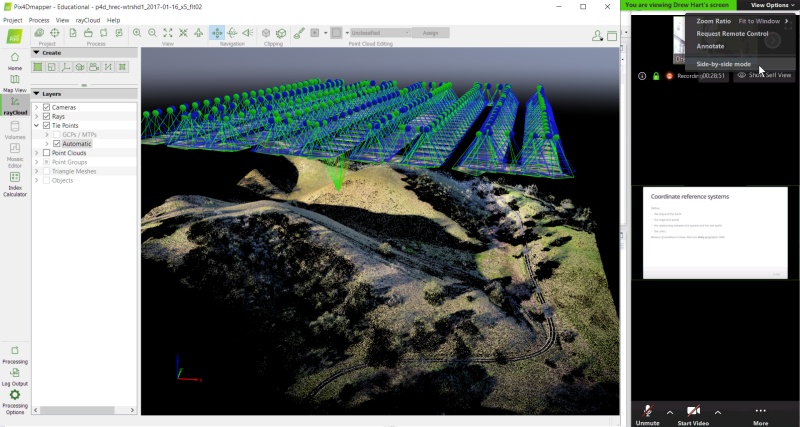 Pix4Dmapper - Educational - p4d_hrec-wtrshd1_2017-01-16_s5_flt02
Project Process View rayCloud Help
Project Process View Navigation Clipping Point Cloud Editing
Unclassified Assign
Home
Map View
rayCloud
Volumes
Mosaic Editor
Index Calculator
Processing
Log Output
Processing Options
Create
Layers
Cameras
Rays
Tie Points
GCPs / MTPs
Automatic
Point Clouds
Point Groups
Triangle Meshes
Objects
You are viewing Drew Hart's screen
View Options
Zoom Ratio Fit to Window
Request Remote Control
Annotate
Side-by-side mode
Recording 00:28:51
Show Self View
Coordinate reference systems
Unmute
Start Video
More